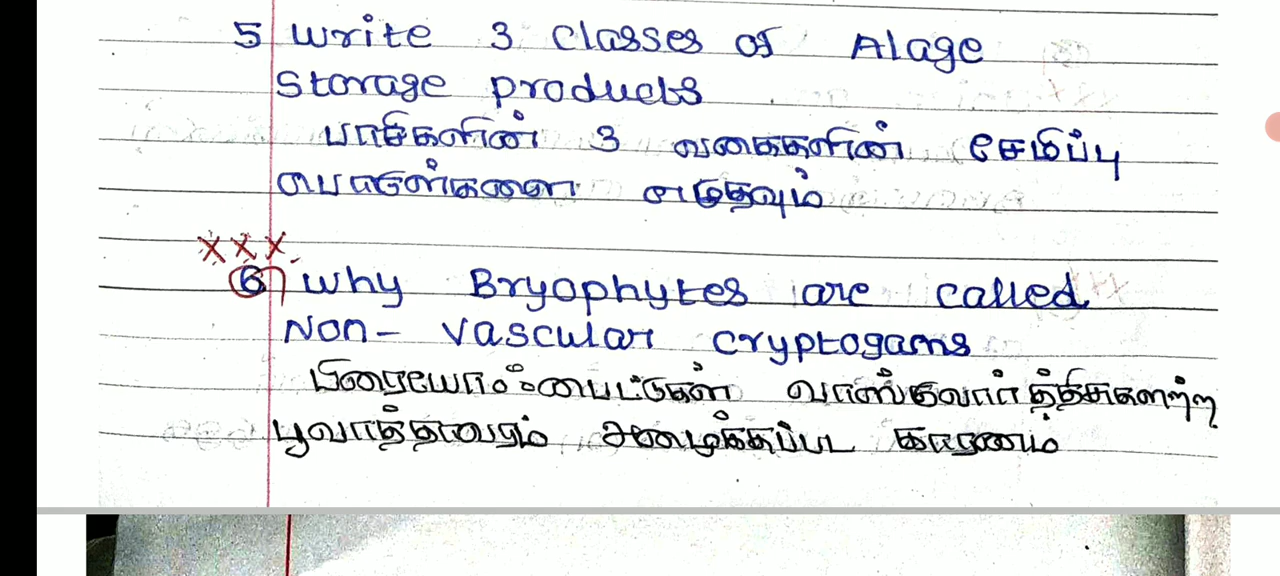 5 Write 3 Classes of Alage
Storage products
பாசிகளின் 3 வகைகளின் சேமிப்பு
பொருள்களை எழுதவும்
xxx
6) Why Bryophytes are called
Non- Vascular cryptogams
பிரையோஃபைட்டுகள் வாஸ்குலார் திசுகளற்ற
பூவாத்தாவரம் அழைக்கப்பட காரணம்